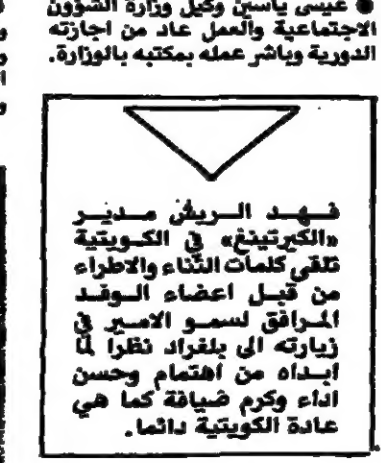 ● عيسى ياسين وكيل وزارة الشؤون
الاجتماعية والعمل عاد من اجازته
الدورية وباشر عمله بمكتبه بالوزارة.
فهد الريش مدير
«الكيرتينغ» في الكويتية
تلقى كلمات الثناء والاطراء
من قبل اعضاء الوفد
المرافق لسمو الامير في
زيارته الى بلغراد نظرا لما
ابداه من اهتمام وحسن
اداء وكرم ضيافة كما هي
عادة الكويتية دائما.